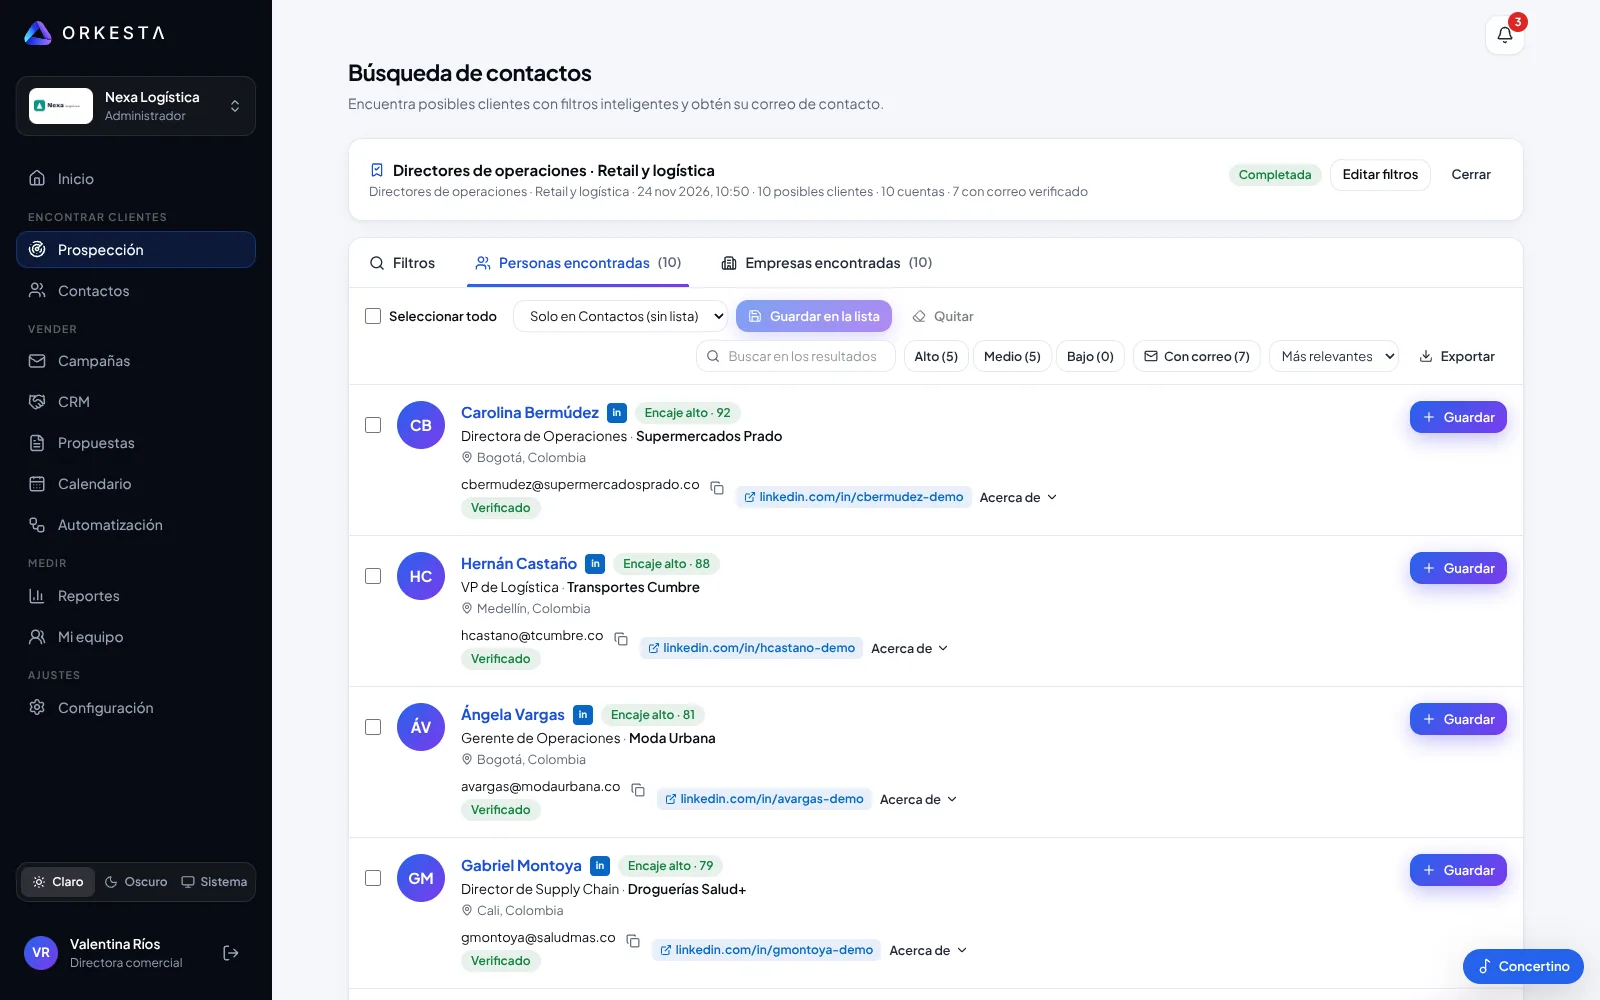 ORKESTA
Nexa
Nexa Logística
Administrador
Inicio
ENCONTRAR CLIENTES
Prospección
Contactos
VENDER
Campañas
CRM
Propuestas
Calendario
Automatización
MEDIR
Reportes
Mi equipo
AJUSTES
Configuración
Claro Oscuro Sistema
VR
Valentina Ríos
Directora comercial
3
Búsqueda de contactos
Encuentra posibles clientes con filtros inteligentes y obtén su correo de contacto.
Directores de operaciones · Retail y logística
Directores de operaciones · Retail y logística · 24 nov 2026, 10:50 · 10 posibles clientes · 10 cuentas · 7 con correo verificado
Completada Editar filtros Cerrar
Filtros Personas encontradas (10) Empresas encontradas (10)
Seleccionar todo Solo en Contactos (sin lista) Guardar en la lista Quitar
Buscar en los resultados Alto (5) Medio (5) Bajo (0) Con correo (7) Más relevantes Exportar
CB
Carolina Bermúdez in Encaje alto · 92
Directora de Operaciones · Supermercados Prado
Bogotá, Colombia
cbermudez@supermercadosprado.co
Verificado
linkedin.com/in/cbermudez-demo Acerca de
+ Guardar
HC
Hernán Castaño in Encaje alto · 88
VP de Logística · Transportes Cumbre
Medellín, Colombia
hcastano@tcumbre.co
Verificado
linkedin.com/in/hcastano-demo Acerca de
+ Guardar
ÁV
Ángela Vargas in Encaje alto · 81
Gerente de Operaciones · Moda Urbana
Bogotá, Colombia
avargas@modaurbana.co
Verificado
linkedin.com/in/avargas-demo Acerca de
+ Guardar
GM
Gabriel Montoya in Encaje alto · 79
Director de Supply Chain · Droguerías Salud+
Cali, Colombia
gmontoya@saludmas.co
Verificado
linkedin.com/in/gmontoya-demo Acerca de
+ Guardar
Concertino